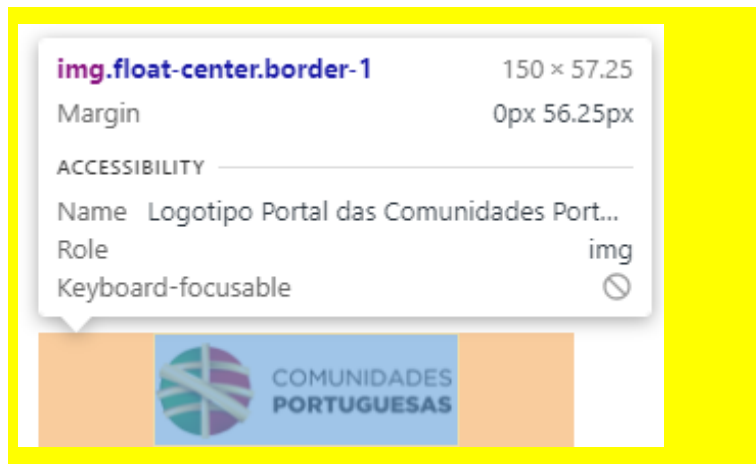 img.float-center.border-1 150 × 57.25
Margin 0px 56.25px
ACCESSIBILITY
Name Logotipo Portal das Comunidades Port...
Role img
Keyboard-focusable
COMUNIDADES
PORTUGUESAS